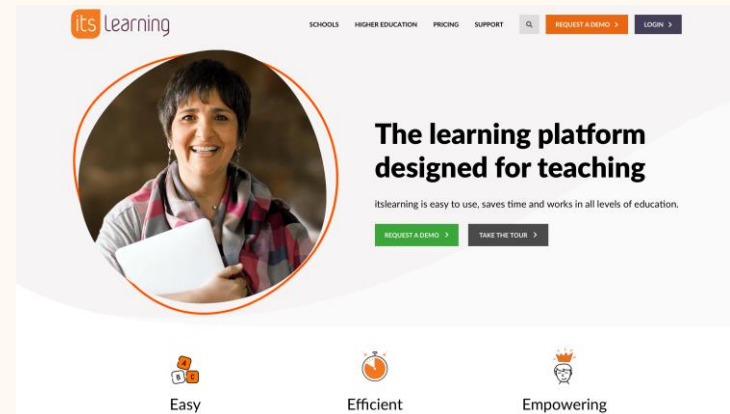 its learning
SCHOOLS HIGHER EDUCATION PRICING SUPPORT REQUEST A DEMO > LOGIN >
The learning platform
designed for teaching
itslearning is easy to use, saves time and works in all levels of education.
REQUEST A DEMO > TAKE THE TOUR >
A
B C
Easy Efficient Empowering